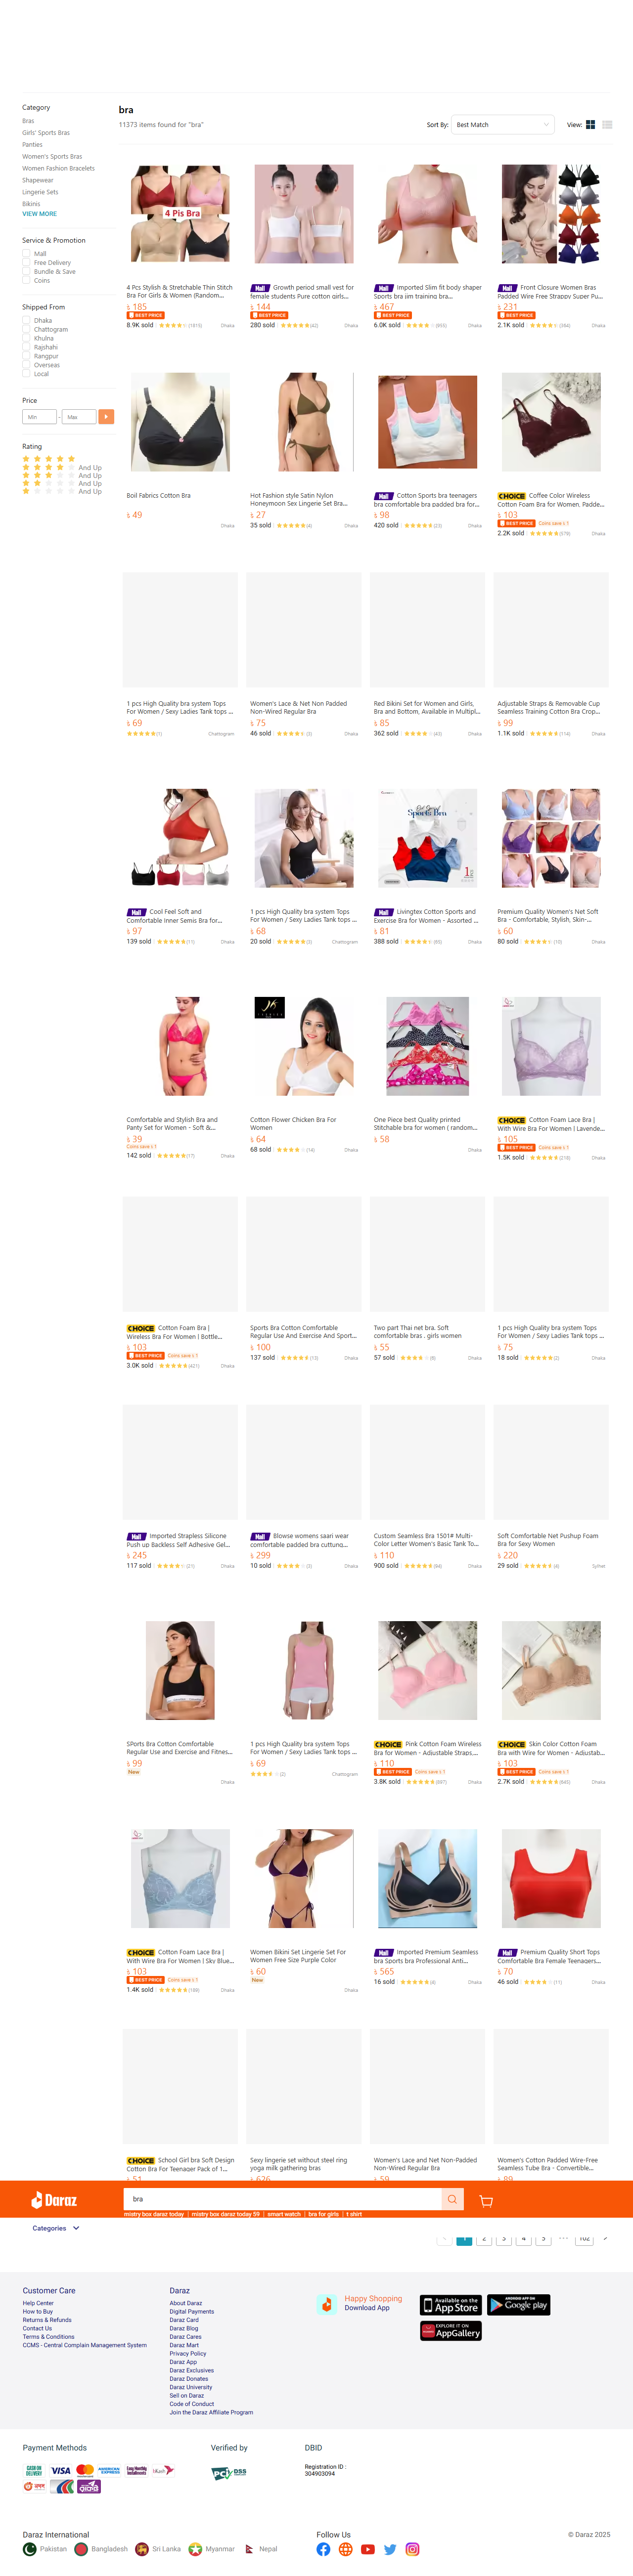 Category
Bras
Girls' Sports Bras
Panties
Women's Sports Bras
Women Fashion Bracelets
Shapewear
Lingerie Sets
Bikinis
VIEW MORE
Service & Promotion
Mall
Free Delivery
Bundle & Save
Coins
Shipped From
Dhaka
Chattogram
Khulna
Rajshahi
Rangpur
Overseas
Local
Price
Min - Max
Rating
And Up
And Up
And Up
And Up
bra
11373 items found for "bra"
Sort By: Best Match
View:
4 Pis Bra
4 Pcs Stylish & Stretchable Thin Stitch
Bra For Girls & Women (Random...
৳ 185
BEST PRICE
8.9K sold (1915) Dhaka
Mall Growth period small vest for
female students Pure cotton girls...
৳ 144
BEST PRICE
280 sold (42) Dhaka
Mall Imported Slim fit body shaper
Sports bra jim training bra...
৳ 467
BEST PRICE
6.0K sold Dhaka
Mall Front Closure Women Bras
Padded Wire Free Strappy Super Pu...
৳ 231
BEST PRICE
2.1K sold (384) Dhaka
Boil Fabrics Cotton Bra
৳ 49
Dhaka
Hot Fashion style Satin Nylon
Honeymoon Sex Lingerie Set Bra...
৳ 27
35 sold (4) Dhaka
Mall Cotton Sports bra teenagers
bra comfortable bra padded bra for...
৳ 98
420 sold (23) Dhaka
CHOICE Coffee Color Wireless
Cotton Foam Bra for Women, Padde...
৳ 103
BEST PRICE Coins save ৳ 1
2.2K sold (579) Dhaka
1 pcs High Quality bra system Tops
For Women / Sexy Ladies Tank tops ...
৳ 69
(1) Chattogram
Women's Lace & Net Non Padded
Non-Wired Regular Bra
৳ 75
46 sold (3) Dhaka
Red Bikini Set for Women and Girls,
Bra and Bottom, Available in Multipl...
৳ 85
362 sold (43) Dhaka
Adjustable Straps & Removable Cup
Seamless Training Cotton Bra Crop...
৳ 99
1.1K sold (114) Dhaka
Mall Cool Feel Soft and
Comfortable Inner Semis Bra for...
৳ 97
139 sold (11) Dhaka
1 pcs High Quality bra system Tops
For Women / Sexy Ladies Tank tops ...
৳ 68
20 sold (3) Chattogram
Sports Bra
Mall Livingtex Cotton Sports and
Exercise Bra for Women - Assorted ...
৳ 81
388 sold Dhaka
Premium Quality Women's Net Soft
Bra - Comfortable, Stylish, Skin-...
৳ 60
80 sold (10) Dhaka
Comfortable and Stylish Bra and
Panty Set for Women - Soft &...
৳ 39
Coins save ৳ 1
142 sold (17) Dhaka
Cotton Flower Chicken Bra For
Women
৳ 64
68 sold (14) Dhaka
One Piece best Quality printed
Stitchable bra for women ( random...
৳ 58
Dhaka
CHOICE Cotton Foam Lace Bra |
With Wire Bra For Women | Lavende...
৳ 105
BEST PRICE Coins save ৳ 1
1.5K sold (218) Dhaka
CHOICE Cotton Foam Bra |
Wireless Bra For Women | Bottle...
৳ 103
BEST PRICE Coins save ৳ 1
3.0K sold (421) Dhaka
Sports Bra Cotton Comfortable
Regular Use And Exercise And Sport...
৳ 100
137 sold (13) Dhaka
Two part Thai net bra. Soft
comfortable bras . girls women
৳ 55
57 sold Dhaka
1 pcs High Quality bra system Tops
For Women / Sexy Ladies Tank tops ...
৳ 75
18 sold (2) Dhaka
Mall Imported Strapless Silicone
Push up Backless Self Adhesive Gel...
৳ 245
117 sold (21) Dhaka
Mall Blowse womens saari wear
comfortable padded bra cuttung...
৳ 299
10 sold (3) Dhaka
Custom Seamless Bra 1501# Multi-
Color Letter Women's Basic Tank To...
৳ 110
900 sold (94) Dhaka
Soft Comfortable Net Pushup Foam
Bra for Sexy Women
৳ 220
29 sold (4) Sylhet
SPorts Bra Cotton Comfortable
Regular Use and Exercise and Fitnes...
৳ 99
New
Dhaka
1 pcs High Quality bra system Tops
For Women / Sexy Ladies Tank tops ...
৳ 69
(2) Chattogram
CHOICE Pink Cotton Foam Wireless
Bra for Women - Adjustable Straps,...
৳ 110
BEST PRICE Coins save ৳ 1
3.8K sold (697) Dhaka
CHOICE Skin Color Cotton Foam
Bra with Wire for Women - Adjustab...
৳ 103
BEST PRICE Coins save ৳ 1
2.7K sold (945) Dhaka
CHOICE Cotton Foam Lace Bra |
With Wire Bra For Women | Sky Blue...
৳ 103
BEST PRICE Coins save ৳ 1
1.4K sold (189) Dhaka
Women Bikini Set Lingerie Set For
Women Free Size Purple Color
৳ 60
New
Dhaka
Mall Imported Premium Seamless
bra Sports bra Professional Anti...
৳ 565
16 sold (4) Dhaka
Mall Premium Quality Short Tops
Comfortable Bra Female Teenagers...
৳ 70
46 sold (11) Dhaka
CHOICE School Girl bra Soft Design
Cotton Bra For Teenager Pack of 1...
৳ 51
Sexy lingerie set without steel ring
yoga milk gathering bras
৳ 626
Women's Lace and Net Non-Padded
Non-Wired Regular Bra
৳ 59
Women's Cotton Padded Wire-Free
Seamless Tube Bra - Convertible,...
৳ 89
Daraz
bra
mistry box daraz today | mistry box daraz today 59 | smart watch | bra for girls | t shirt
Categories
1 2 3 4 5 ... 102 >
Customer Care
Help Center
How to Buy
Returns & Refunds
Contact Us
Terms & Conditions
CCMS - Central Complain Management System
Daraz
About Daraz
Digital Payments
Daraz Card
Daraz Blog
Daraz Cares
Daraz Mart
Privacy Policy
Daraz App
Daraz Exclusives
Daraz Donates
Daraz University
Sell on Daraz
Code of Conduct
Join the Daraz Affiliate Program
Happy Shopping
Download App
Available on the
App Store
ANDROID APP ON
Google play
EXPLORE IT ON
AppGallery
Payment Methods
CASH ON
DELIVERY
VISA
mastercard
AMERICAN
EXPRESS
Easy Monthly
Installments
bKash
নগদ
Verified by
PCI DSS
DBID
Registration ID :
304903094
Daraz International
Pakistan
Bangladesh
Sri Lanka
Myanmar
Nepal
Follow Us
© Daraz 2025